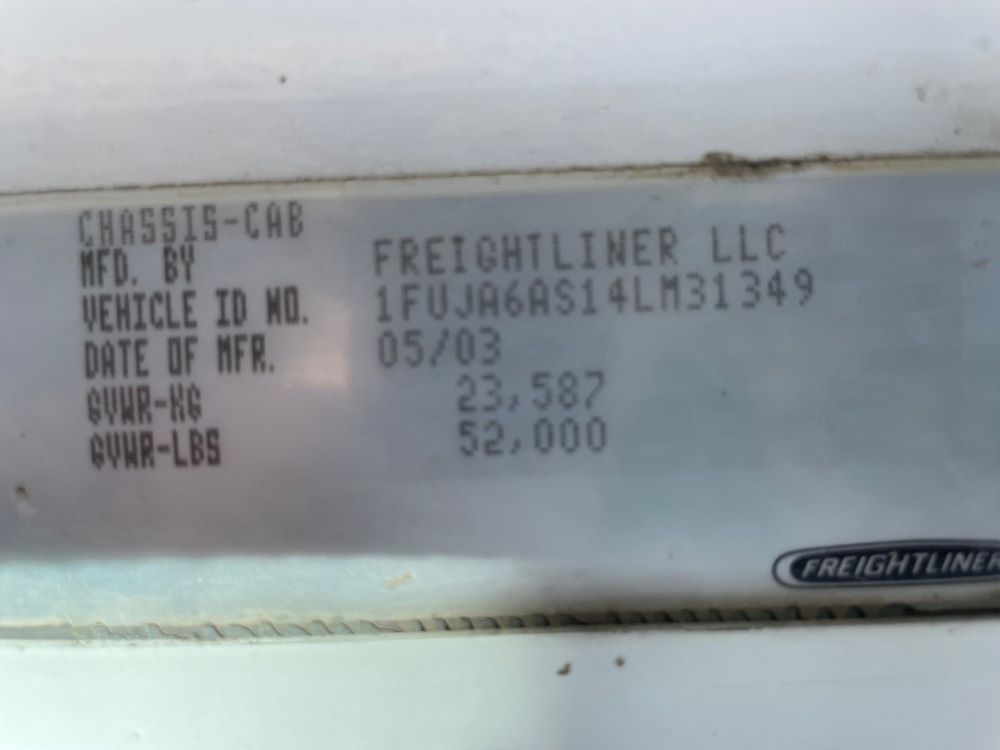 CHASSIS-CAB
MFD. BY FREIGHTLINER LLC
VEHICLE ID NO. 1FUJA6AS14LM31349
DATE OF MFR. 05/03
GVWR-KG 23,587
GVWR-LBS 52,000
FREIGHTLINER